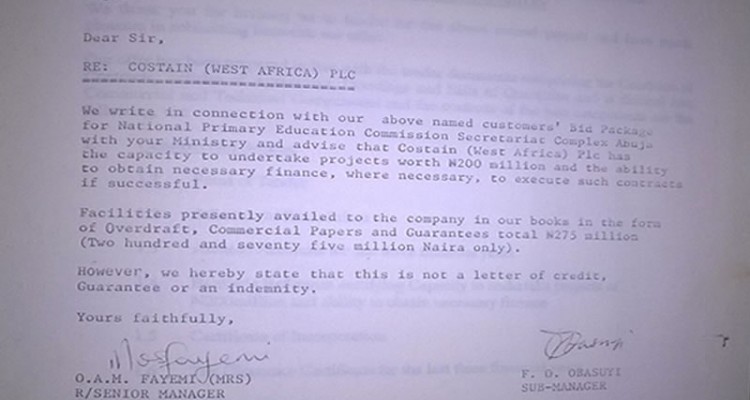 Dear Sir,
RE: COSTAIN (WEST AFRICA) PLC
We write in connection with our above named customers' Bid Package
for National Primary Education Commission Secretariat Complex Abuja
with your Ministry and advise that Costain (West Africa) Plc has
the capacity to undertake projects worth ₦200 million and the ability
to obtain necessary finance, where necessary, to execute such contracts
if successful.
Facilities presently availed to the company in our books in the form
of Overdraft, Commercial Papers and Guarantees total ₦275 million
(Two hundred and seventy five million Naira only).
However, we hereby state that this is not a letter of credit,
Guarantee or an indemnity.
Yours faithfully,
O.A.M. FAYEMI (MRS)
R/SENIOR MANAGER
F. O. OBASUYI
SUB-MANAGER